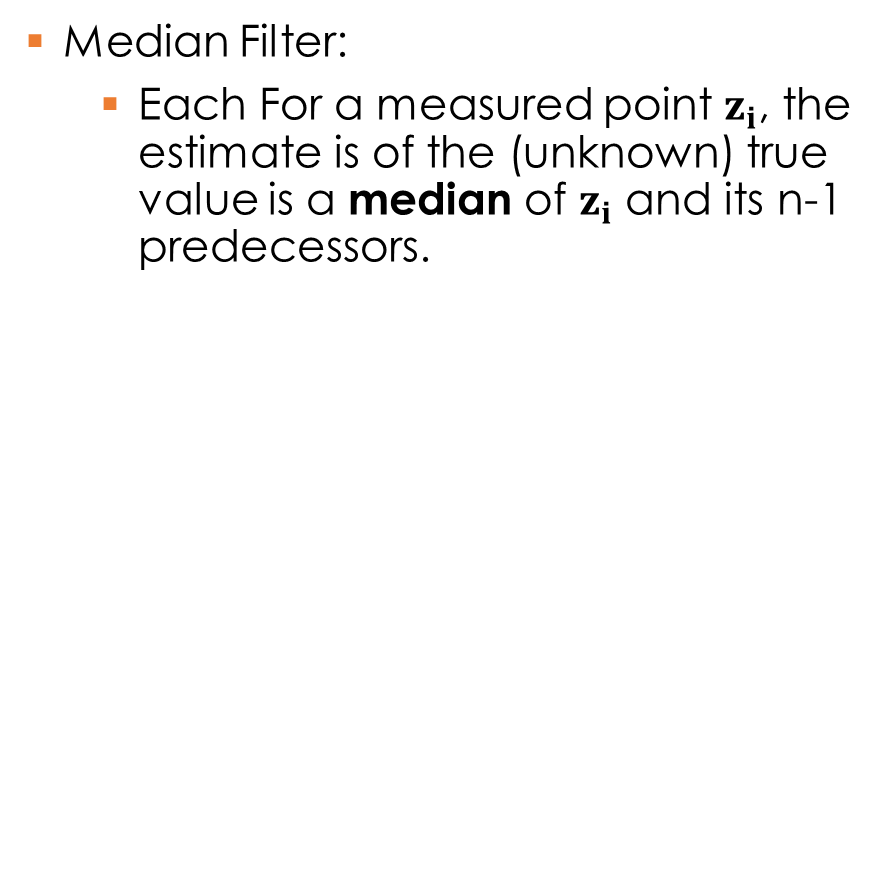 ▪ Median Filter:
▪ Each For a measured point zᵢ, the
estimate is of the (unknown) true
value is a median of zᵢ and its n-1
predecessors.